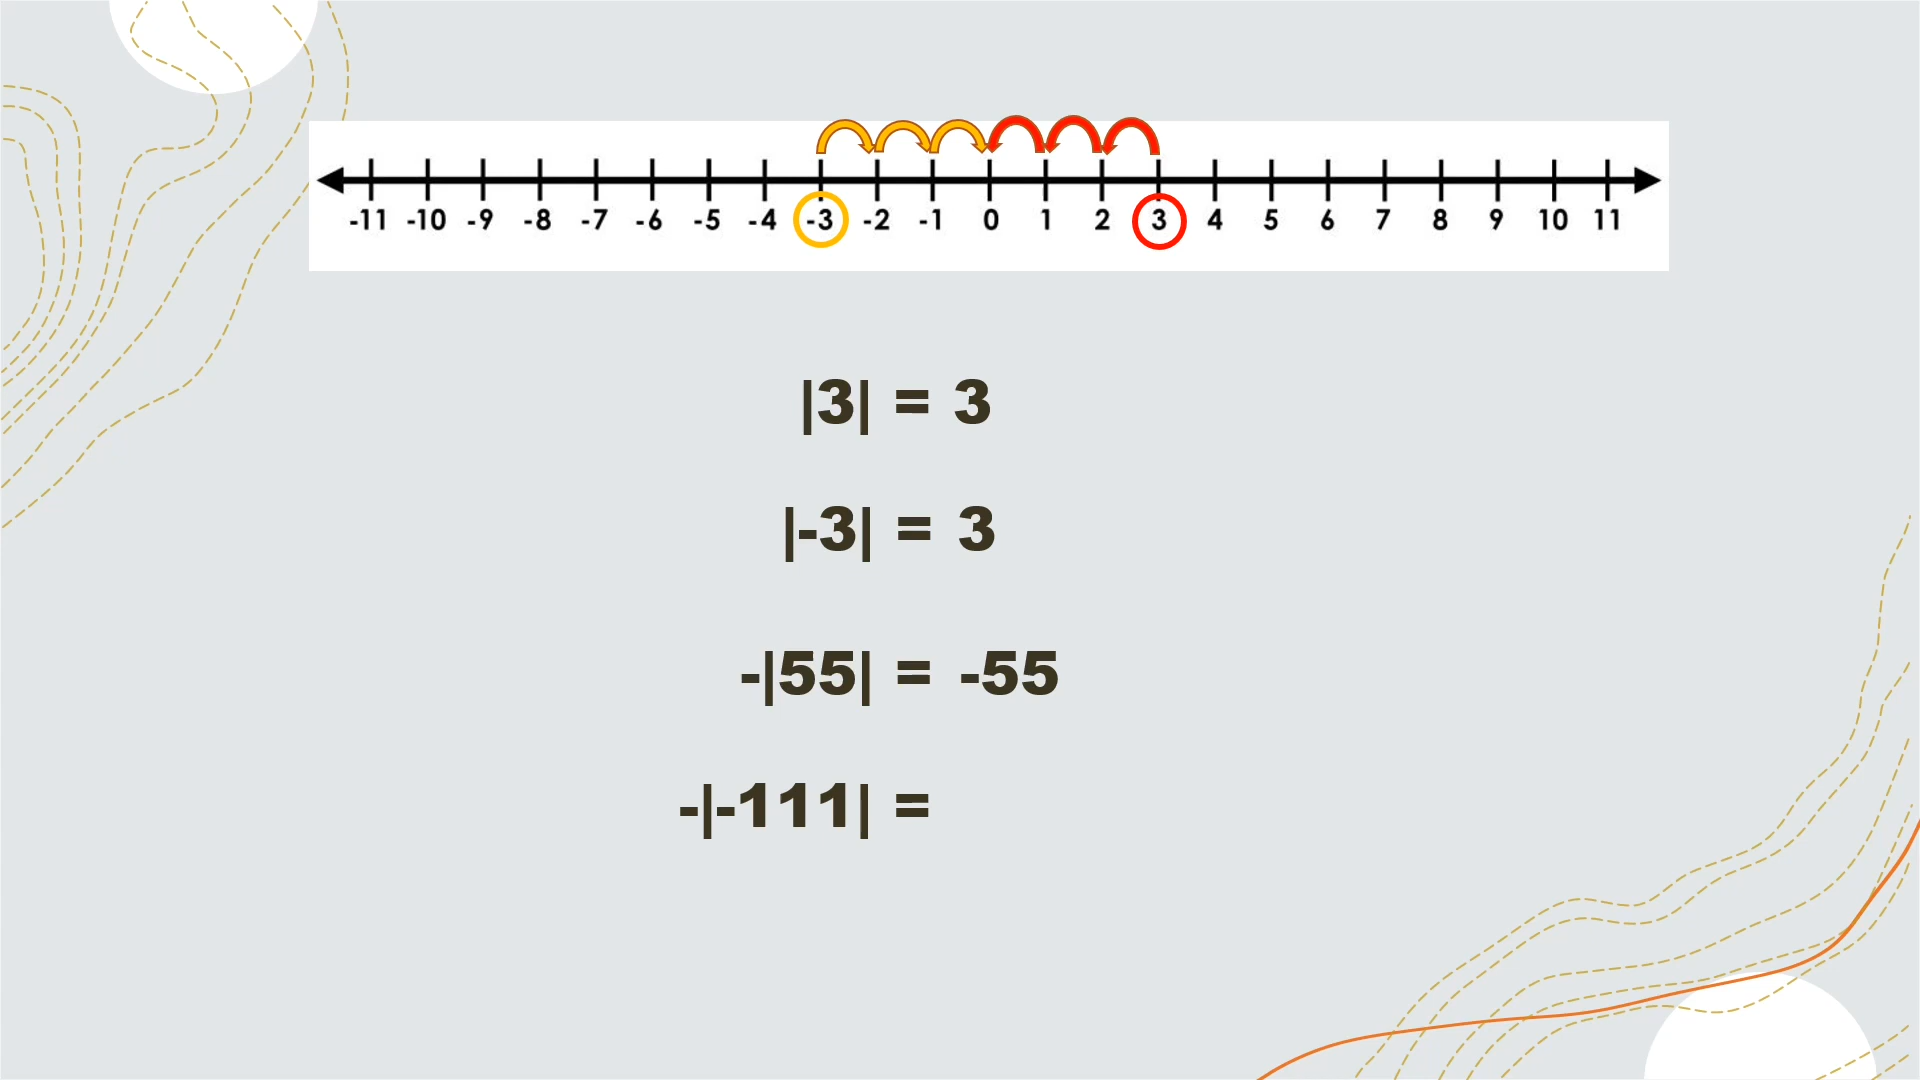 -11 -10 -9 -8 -7 -6 -5 -4 -3 -2 -1 0 1 2 3 4 5 6 7 8 9 10 11
|3| = 3
|-3| = 3
-|55| = -55
-|-111| =